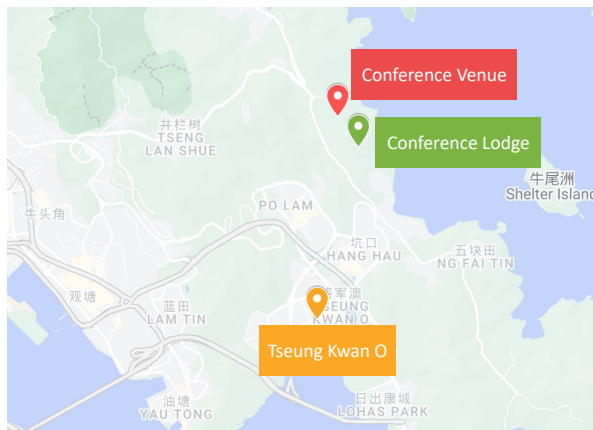 Conference Venue
井栏树
TSENG
LAN SHUE
Conference Lodge
牛尾洲
Shelter Island
牛头角
PO LAM
坑口
HANG HAU
五块田
NG FAI TIN
观塘
蓝田
LAM TIN
将军澳
TSEUNG
KWAN O
Tseung Kwan O
油塘
YAU TONG
日出康城
LOHAS PARK